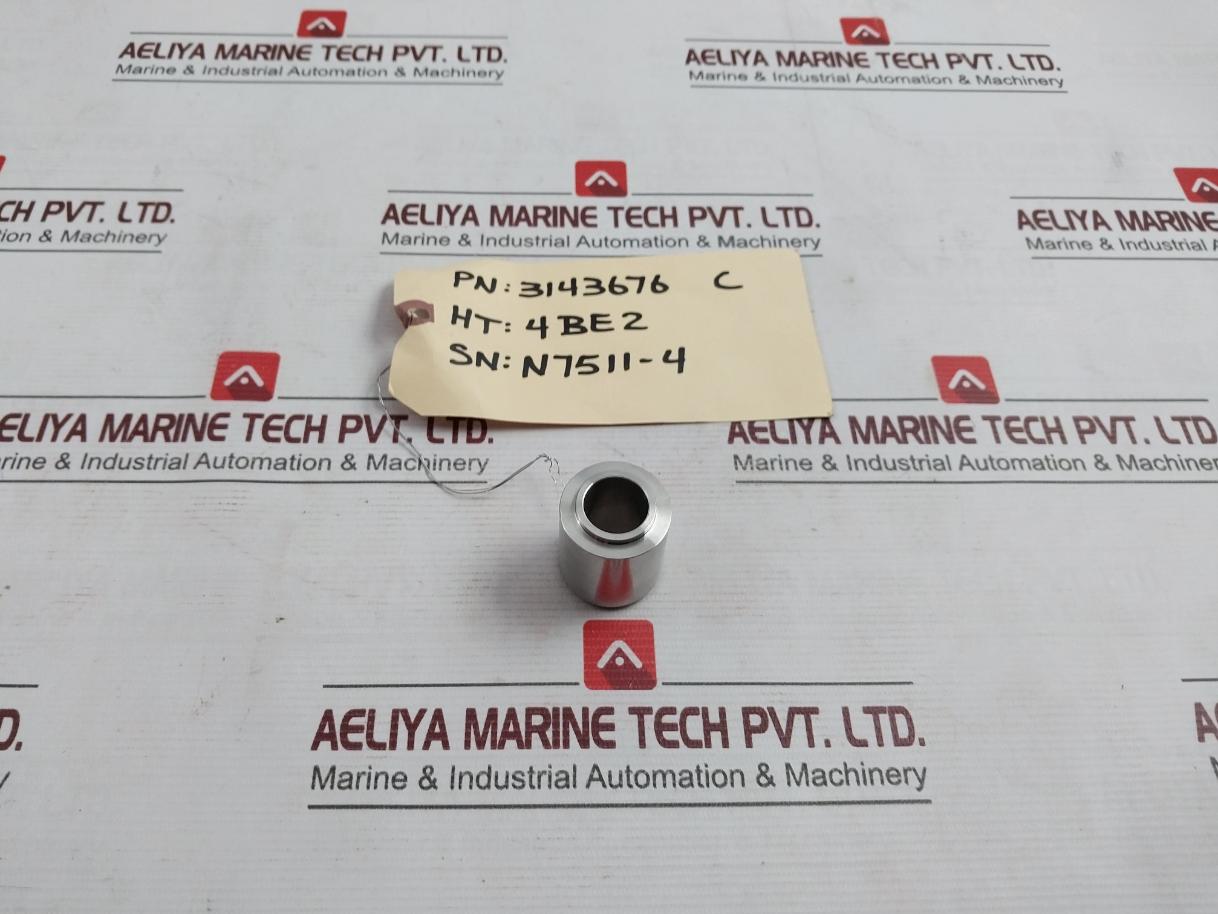 AELIYA MARINE TECH PVT. LTD.
Marine & Industrial Automation & Machinery
AELIYA MARINE TECH PVT. LTD.
Marine & Industrial Automation & Machinery
CH PVT. LTD.
ion & Machinery
AELIYA MARINE TECH PVT. LTD.
Marine & Industrial Automation & Machinery
AELIYA MARINE
Marine & Industrial
PN: 3143676 C
HT: 4BE2
SN: N7511-4
ELIYA MARINE TECH PVT. LTD.
rine & Industrial Automation & Machinery
AELIYA MARINE TECH PVT. LTD
Marine & Industrial Automation & Machiner
AELIYA MARINE TECH PVT. LTD.
Marine & Industrial Automation & Machinery
D.